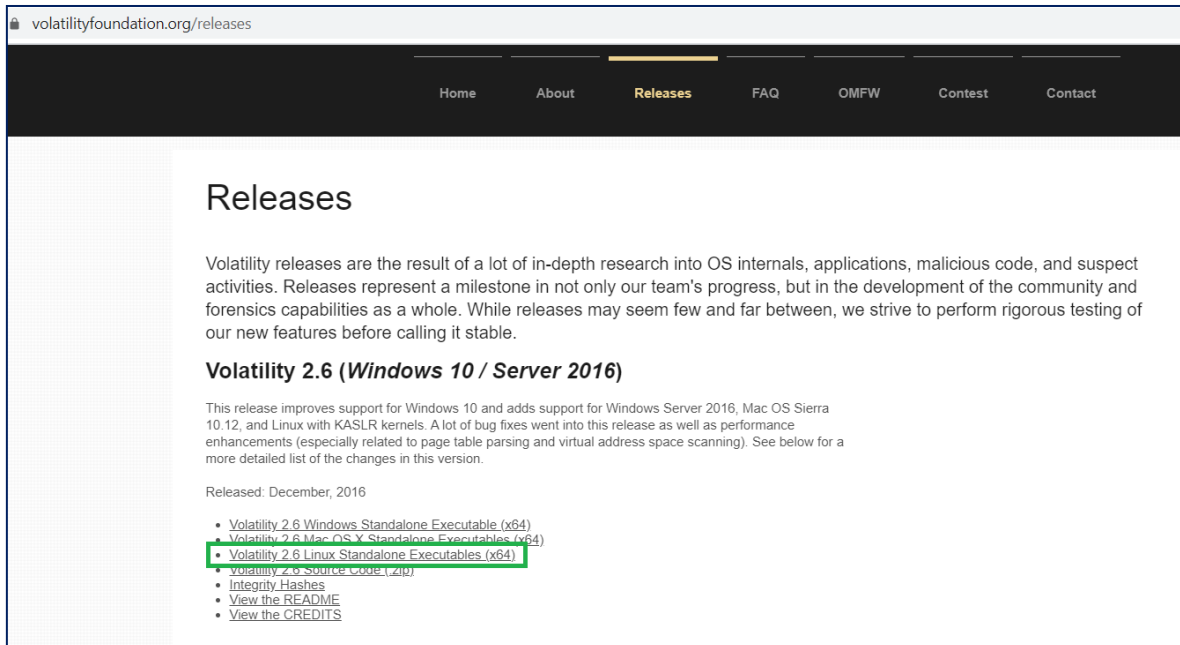 volatilityfoundation.org/releases
Home About Releases FAQ OMFW Contest Contact
Releases
Volatility releases are the result of a lot of in-depth research into OS internals, applications, malicious code, and suspect
activities. Releases represent a milestone in not only our team's progress, but in the development of the community and
forensics capabilities as a whole. While releases may seem few and far between, we strive to perform rigorous testing of
our new features before calling it stable.
Volatility 2.6 (Windows 10 / Server 2016)
This release improves support for Windows 10 and adds support for Windows Server 2016, Mac OS Sierra
10.12, and Linux with KASLR kernels. A lot of bug fixes went into this release as well as performance
enhancements (especially related to page table parsing and virtual address space scanning). See below for a
more detailed list of the changes in this version.
Released: December, 2016
• Volatility 2.6 Windows Standalone Executable (x64)
• Volatility 2.6 Mac OS X Standalone Executables (x64)
• Volatility 2.6 Linux Standalone Executables (x64)
• Volatility 2.6 Source Code (.zip)
• Integrity Hashes
• View the README
• View the CREDITS